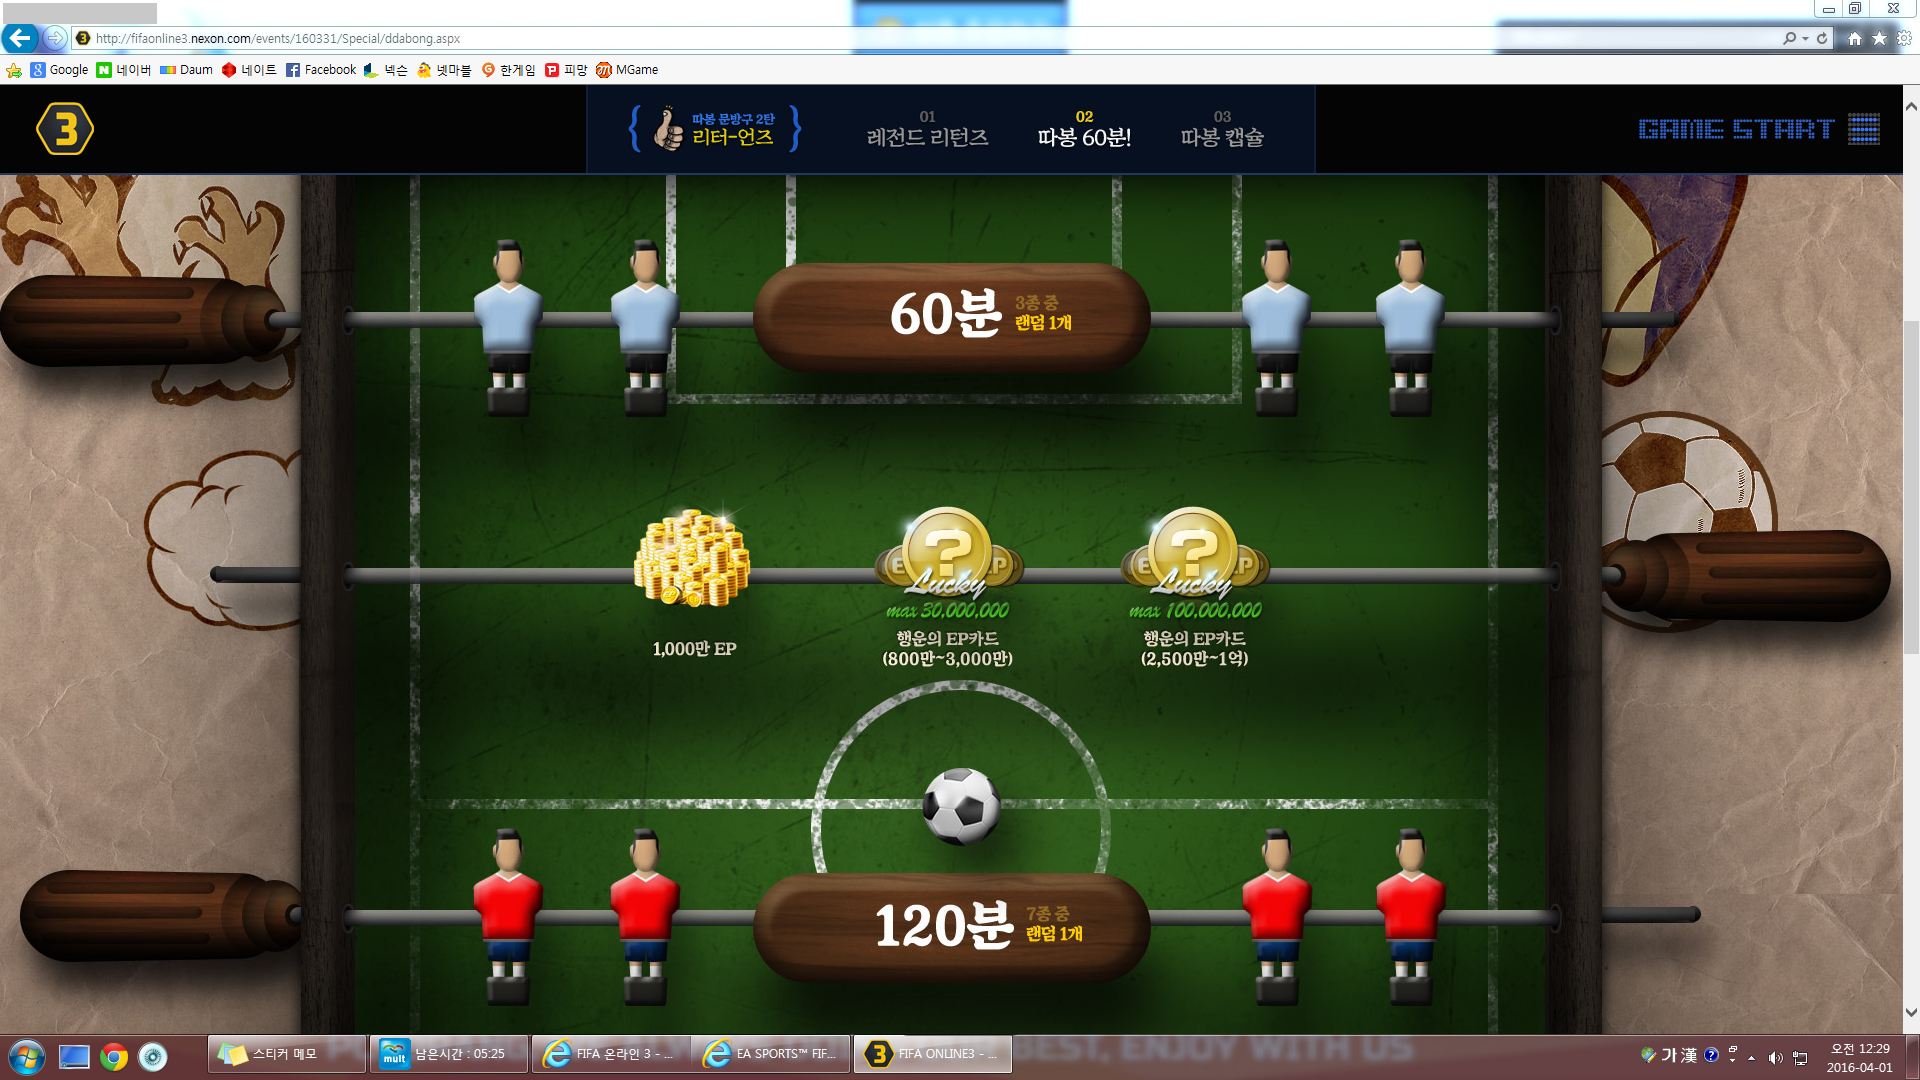 http://fifaonline3.nexon.com/events/160331/Special/ddabong.aspx
Google 네이버 Daum 네이트 Facebook 넥슨 넷마블 한게임 피망 MGame
3
따봉 문방구 2탄
리터-언즈
01
레전드 리턴즈
02
따봉 60분!
03
따봉 캡슐
GAME START
60분
3종 중
랜덤 1개
? Lucky
max 30,000,000
? Lucky
max 100,000,000
1,000만 EP
행운의 EP카드
(800만~3,000만)
행운의 EP카드
(2,500만~1억)
120분
7종 중
랜덤 1개
스티커 메모
mult 남은시간 : 05:25
FIFA 온라인 3 - ...
EA SPORTS™ FIF...
3 FIFA ONLINE3 - ...
BEST, ENJOY WITH US
가 漢
오전 12:29
2016-04-01